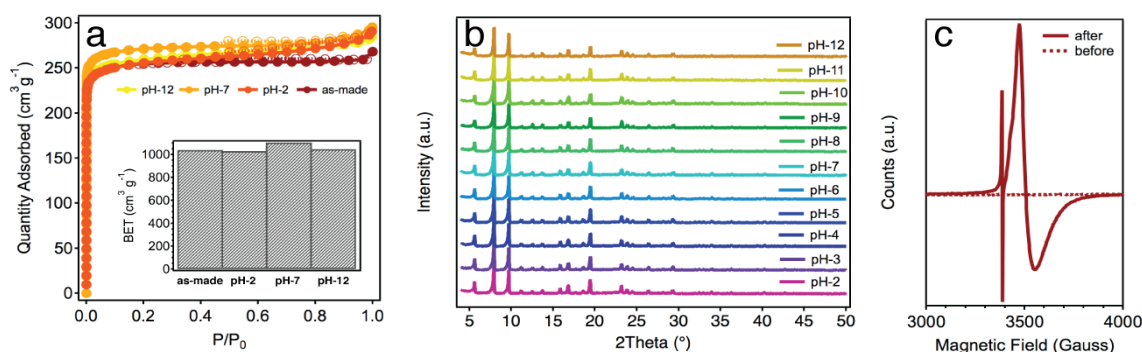 a
Quantity Adsorbed (cm³ g⁻¹)
300
250
200
150
100
50
0
pH-12
pH-7
pH-2
as-made
BET (cm³ g⁻¹)
1000
800
600
400
200
0
as-made pH-2 pH-7 pH-12
0.0 0.2 0.4 0.6 0.8 1.0
P/P₀
b
Intensity (a.u.)
pH-12
pH-11
pH-10
pH-9
pH-8
pH-7
pH-6
pH-5
pH-4
pH-3
pH-2
5 10 15 20 25 30 35 40 45 50
2Theta (°)
c
Counts (a.u.)
after
before
3000 3500 4000
Magnetic Field (Gauss)